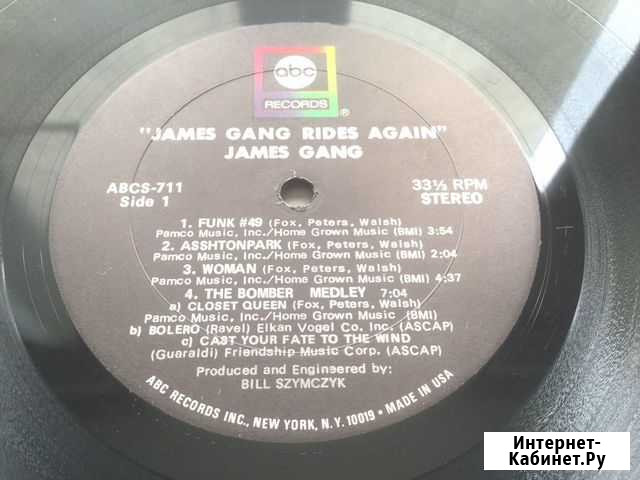 abc
RECORDS
®
"JAMES GANG RIDES AGAIN"
JAMES GANG
ABCS-711
Side 1
33⅓ RPM
STEREO
1. FUNK #49 (Fox, Peters, Walsh)
Pamco Music, Inc./Home Grown Music (BMI) 3:54
2. ASSHTONPARK (Fox, Peters, Walsh)
Pamco Music, Inc./Home Grown Music (BMI) 2:04
3. WOMAN (Fox, Peters, Walsh)
Pamco Music, Inc./Home Grown Music (BMI) 4:37
4. THE BOMBER MEDLEY 7:04
a) CLOSET QUEEN (Fox, Peters, Walsh)
Pamco Music, Inc./Home Grown Music (BMI)
b) BOLERO (Ravel) Elkan Vogel Co. Inc. (ASCAP)
c) CAST YOUR FATE TO THE WIND
(Guaraldi) Friendship Music Corp. (ASCAP)
Produced and Engineered by:
BILL SZYMCZYK
ABC RECORDS INC., NEW YORK, N.Y. 10019 • MADE IN USA
Интернет-
Кабинет.Ру